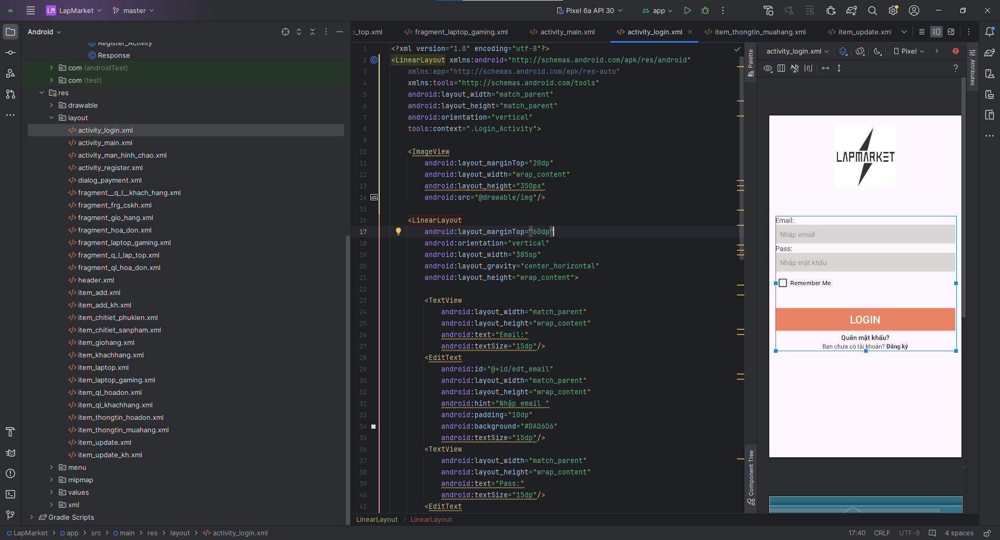 LM LapMarket
master
Pixel 6a API 30
app
Android
p_top.xml
fragment_laptop_gaming.xml
activity_main.xml
activity_login.xml
item_thongtin_muahang.xml
item_update.xml
Register_Activity
Response
com (androidTest)
com (test)
res
drawable
layout
activity_login.xml
activity_main.xml
activity_man_hinh_chao.xml
activity_register.xml
dialog_payment.xml
fragment__q_l__khach_hang.xml
fragment_frg_cskh.xml
fragment_gio_hang.xml
fragment_hoa_don.xml
fragment_laptop_gaming.xml
fragment_q_l_lap_top.xml
fragment_ql_hoa_don.xml
header.xml
item_add.xml
item_add_kh.xml
item_chitiet_phukien.xml
item_chitiet_sanpham.xml
item_giohang.xml
item_khachhang.xml
item_laptop.xml
item_laptop_gaming.xml
item_ql_hoadon.xml
item_ql_khachhang.xml
item_thongtin_hoadon.xml
item_thongtin_muahang.xml
item_update.xml
item_update_kh.xml
menu
mipmap
values
xml
Gradle Scripts
1 <?xml version="1.0" encoding="utf-8"?>
2 <LinearLayout xmlns:android="http://schemas.android.com/apk/res/android"
3 xmlns:app="http://schemas.android.com/apk/res-auto"
4 xmlns:tools="http://schemas.android.com/tools"
5 android:layout_width="match_parent"
6 android:layout_height="match_parent"
7 android:orientation="vertical"
8 tools:context=".Login_Activity">
9
10 <ImageView
11 android:layout_marginTop="20dp"
12 android:layout_width="wrap_content"
13 android:layout_height="350px"
14 android:src="@drawable/img"/>
15
16 <LinearLayout
17 android:layout_marginTop="60dp"
18 android:orientation="vertical"
19 android:layout_width="385sp"
20 android:layout_gravity="center_horizontal"
21 android:layout_height="wrap_content">
22
23 <TextView
24 android:layout_width="match_parent"
25 android:layout_height="wrap_content"
26 android:text="Email:"
27 android:textSize="15dp"/>
28 <EditText
29 android:id="@+id/edt_email"
30 android:layout_width="match_parent"
31 android:layout_height="wrap_content"
32 android:hint="Nhập email "
33 android:padding="10dp"
34 android:background="#DAD6D6"
35 android:textSize="15dp"/>
36 <TextView
37 android:layout_width="match_parent"
38 android:layout_height="wrap_content"
39 android:text="Pass:"
40 android:textSize="15dp"/>
41 <EditText
LinearLayout
LinearLayout
Palette
Component Tree
activity_login.xml
Pixel
Attributes
LAPMARKET
Email:
Nhập email
Pass:
Nhập mật khẩu
Remember Me
LOGIN
Quên mật khẩu?
Bạn chưa có tài khoản? Đăng ký
LapMarket
app
src
main
res
layout
activity_login.xml
17:40
CRLF
UTF-8
4 spaces